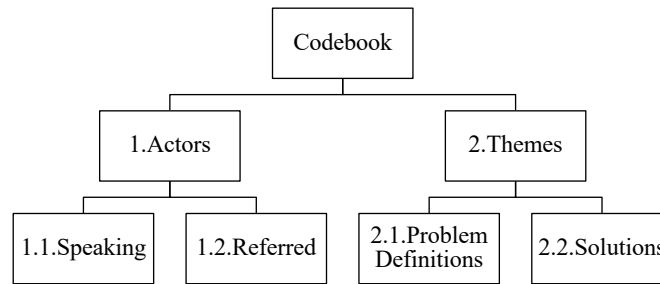 Codebook
1.Actors
2.Themes
1.1.Speaking
1.2.Referred
2.1.Problem
Definitions
2.2.Solutions